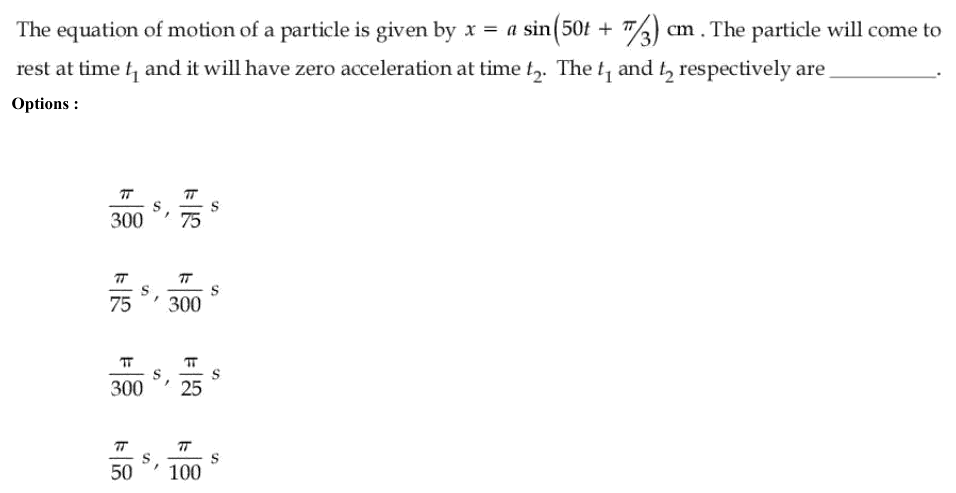 The equation of motion of a particle is given by x = a sin(50t + π/3) cm . The particle will come to
rest at time t₁ and it will have zero acceleration at time t₂. The t₁ and t₂ respectively are __________.
Options :
π/300 s, π/75 s
π/75 s, π/300 s
π/300 s, π/25 s
π/50 s, π/100 s